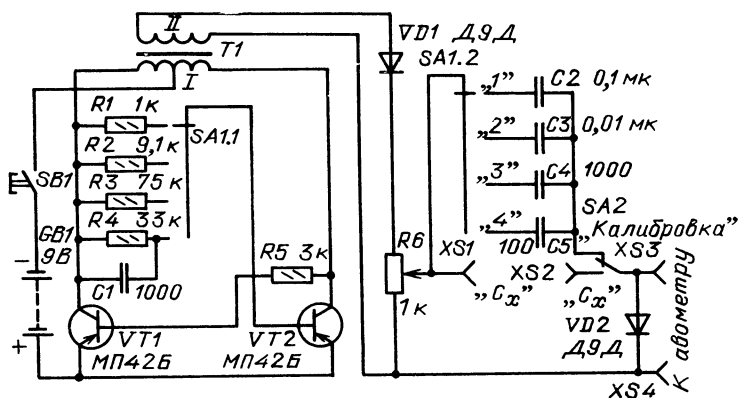 II
T1
I
VD1 Д9Д
SA1.2
R1 1к
R2 9,1к
R3 75к
R4 33к
SA1.1
SB1
GB1
9В
−
+
C1 1000
R5 3к
VT1
МП42Б
VT2
МП42Б
R6
1к
„1” C2 0,1 мк
„2” C3 0,01 мк
„3” C4 1000
„4” 100 C5
SA2
„Калибровка”
XS1
„Cx”
XS2
„Cx”
XS3
VD2
Д9Д
XS4
К авометру